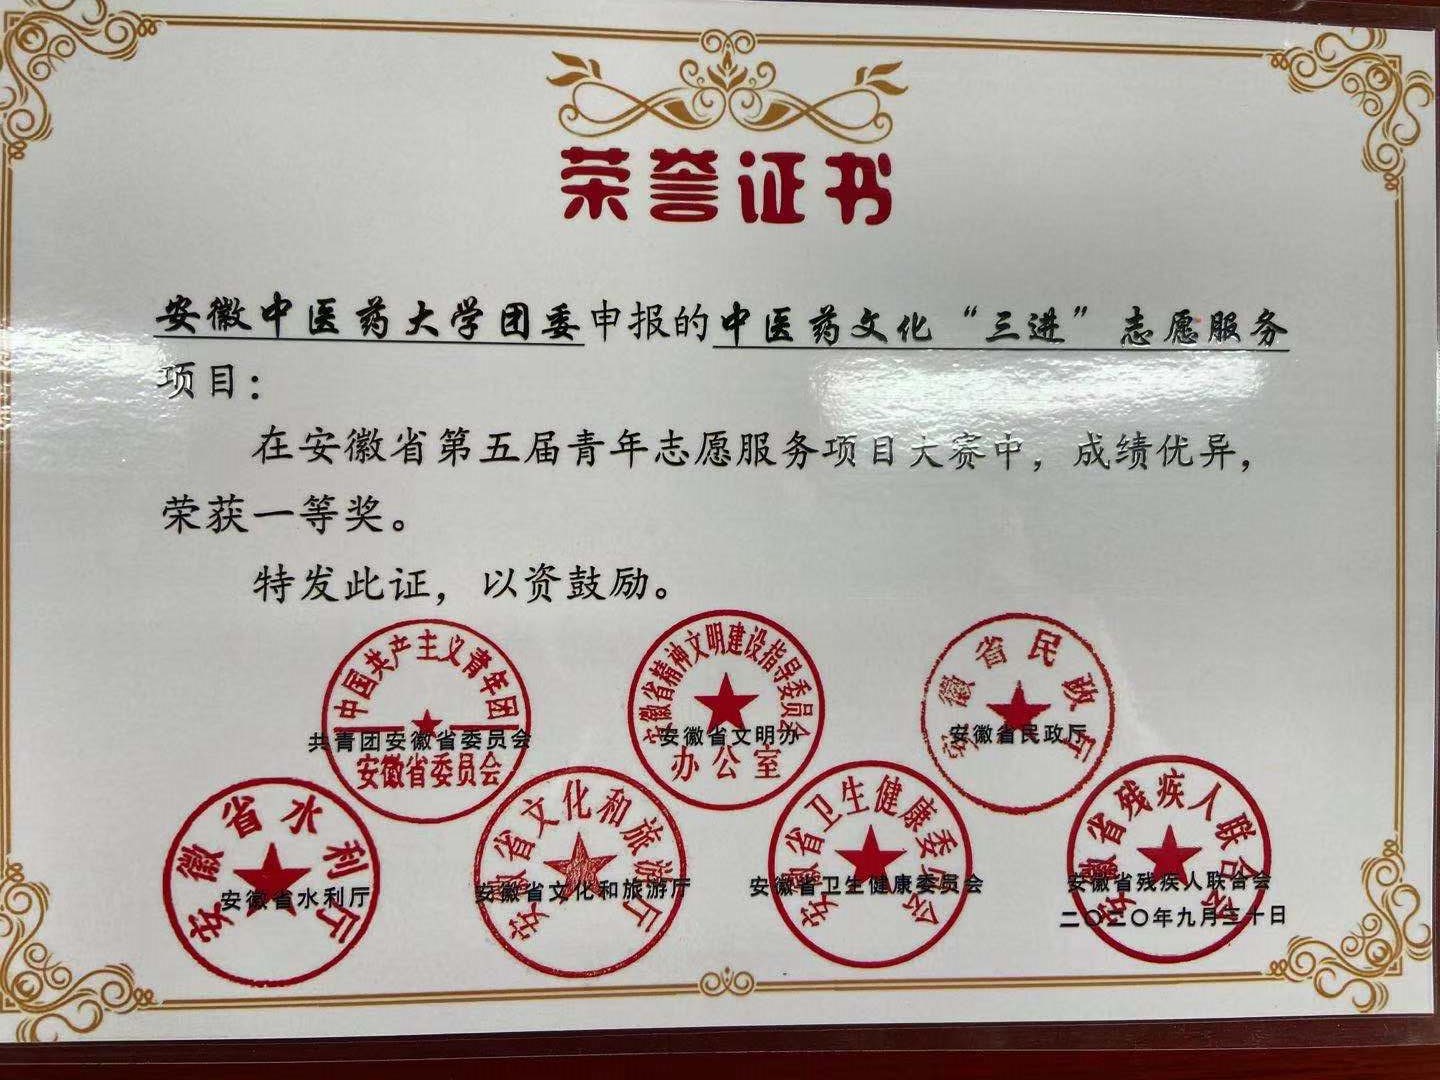 荣誉证书
安徽中医药大学团委申报的中医药文化“三进”志愿服务
项目：
在安徽省第五届青年志愿服务项目大赛中，成绩优异，
荣获一等奖。
特发此证，以资鼓励。
中国共产主义青年团
共青团安徽省委员会
安徽省委员会
安徽省精神文明建设指导委员会
安徽省文明办
办公室
安徽省民政厅
安徽省民政厅
安徽省水利厅
安徽省水利厅
安徽省文化和旅游厅
安徽省文化和旅游厅
安徽省卫生健康委员会
安徽省卫生健康委员会
安徽省残疾人联合会
安徽省残疾人联合会
二〇二〇年九月三十日